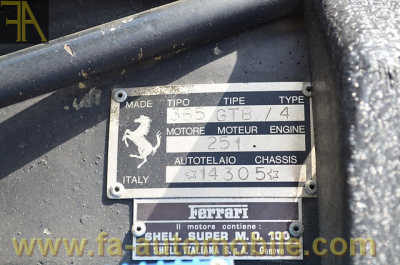 FA
MADE TIPO TIPE TYPE
365 GTB / 4
MOTORE MOTEUR ENGINE
251
AUTOTELAIO CHASSIS
ITALY ☆14305☆
Ferrari
Il motore contiene:
SHELL SUPER M.O. 100
SHELL ITALIANA S.p.A. - Genova
www.fa-automobile.com